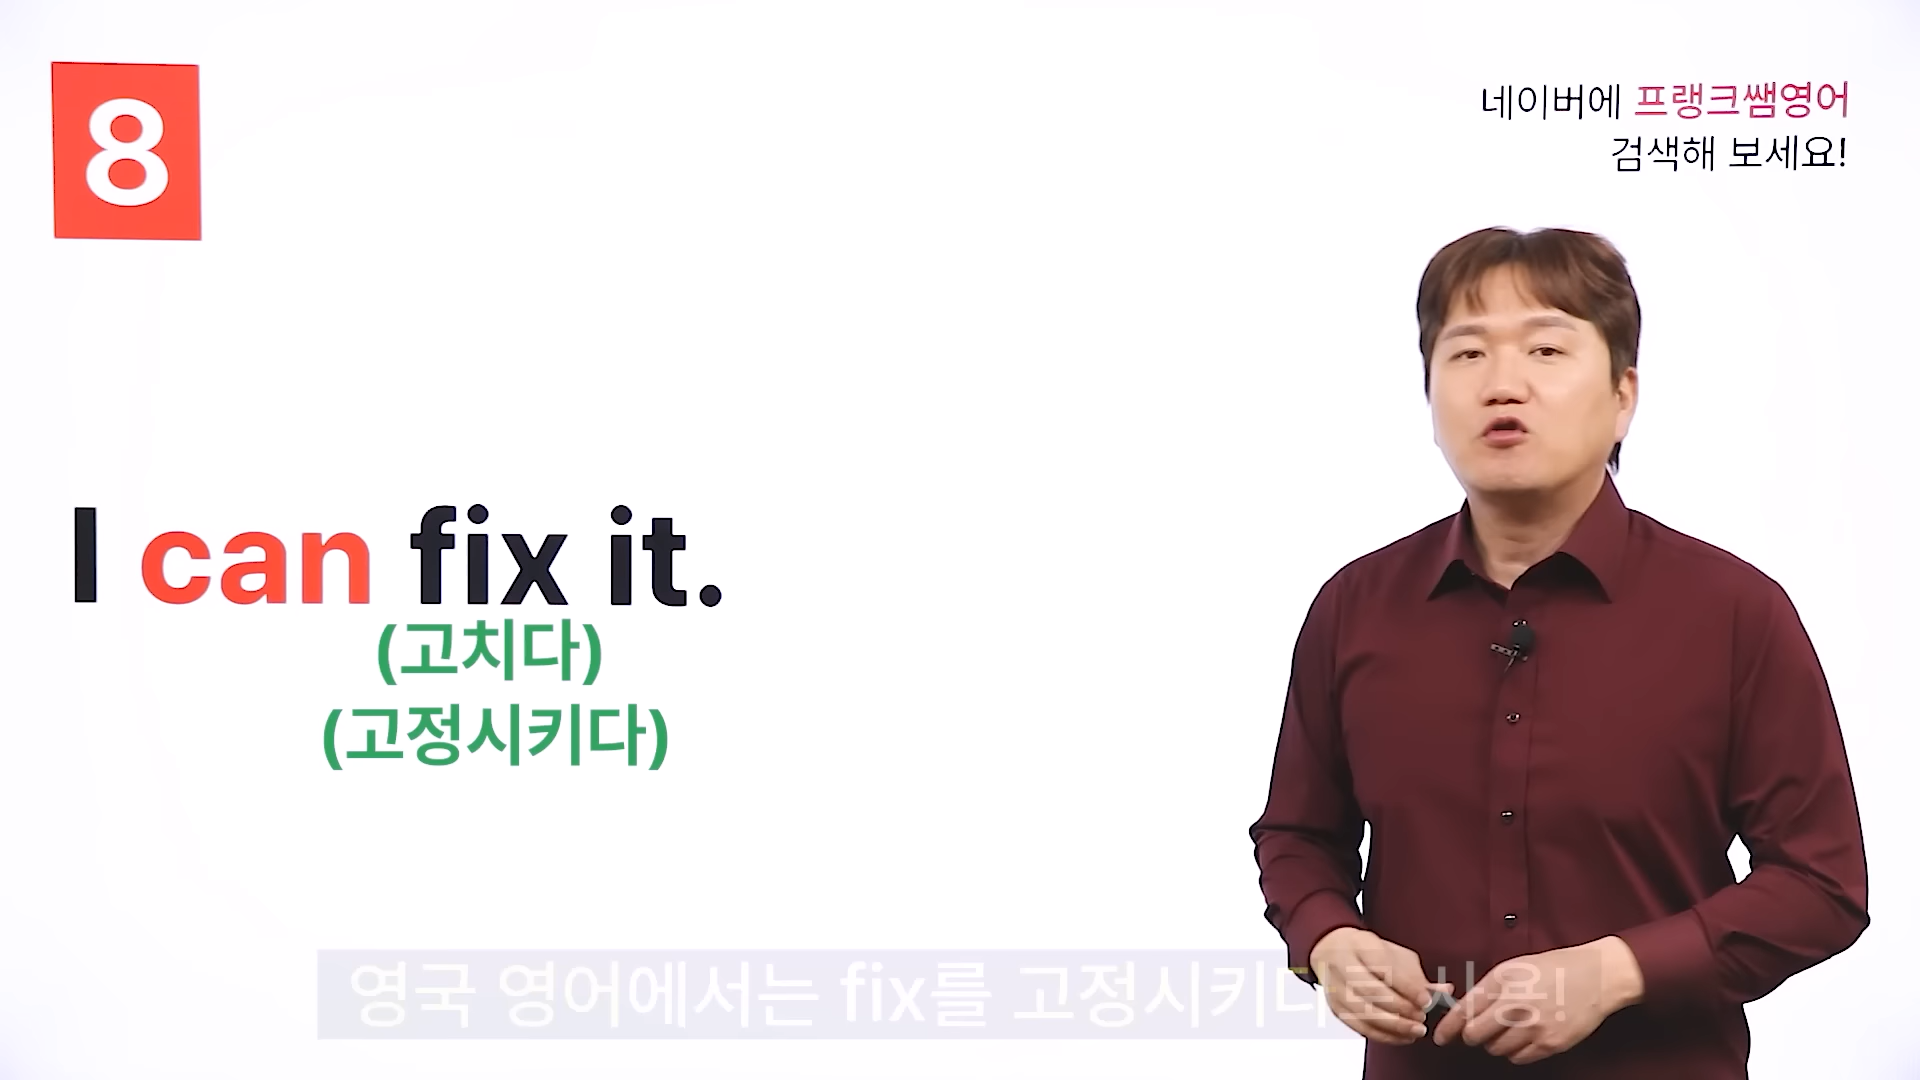 8
네이버에 프랭크쌤영어
검색해 보세요!
I can fix it.
(고치다)
(고정시키다)
영국 영어에서는 fix를 고정시키다로 사용!